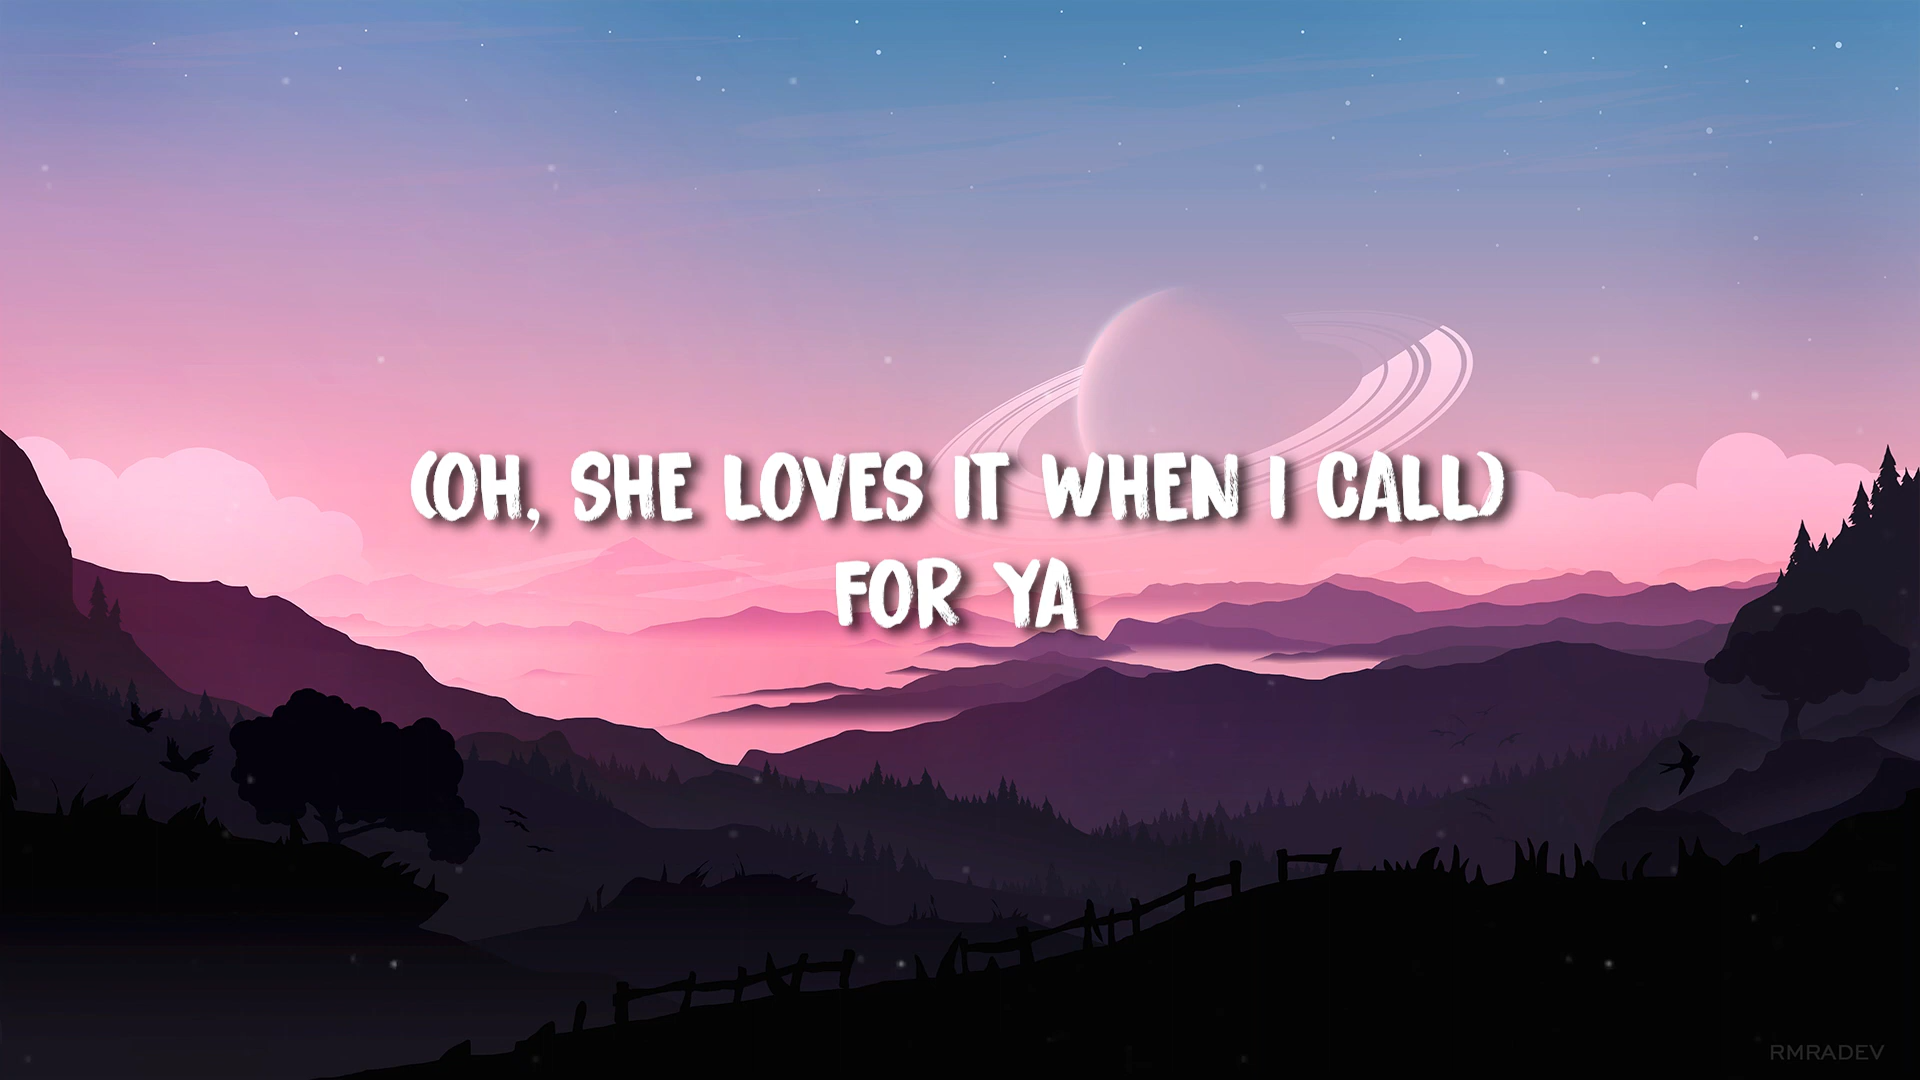 (OH, SHE LOVES IT WHEN I CALL)
FOR YA
RMRADEV